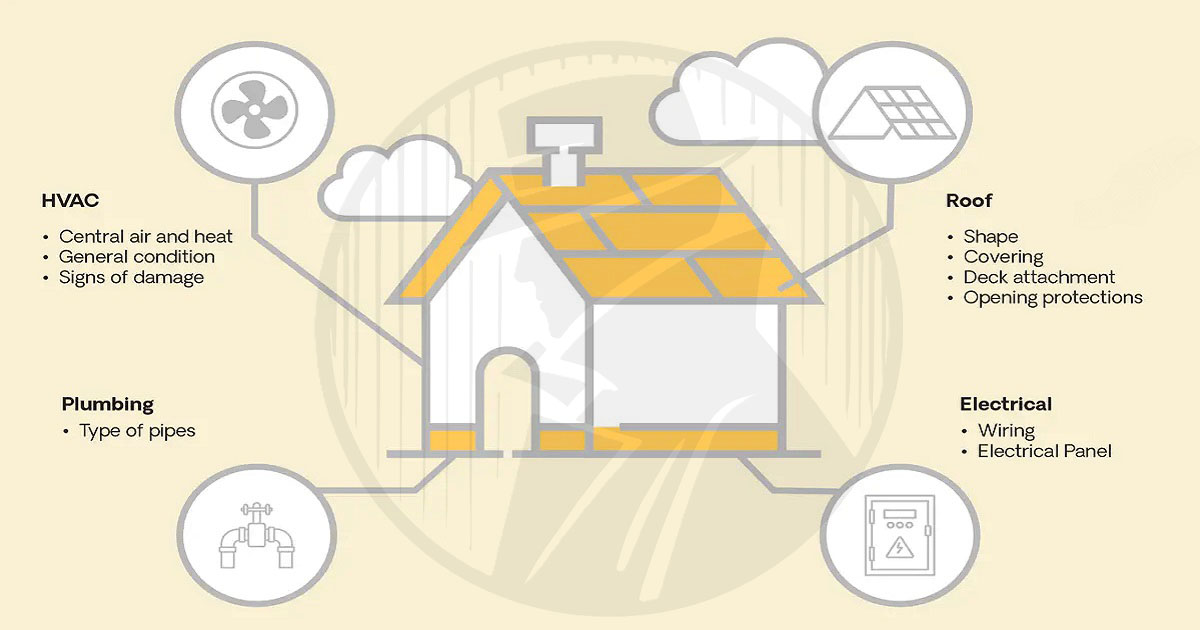 HVAC
• Central air and heat
• General condition
• Signs of damage
Roof
• Shape
• Covering
• Deck attachment
• Opening protections
Plumbing
• Type of pipes
Electrical
• Wiring
• Electrical Panel